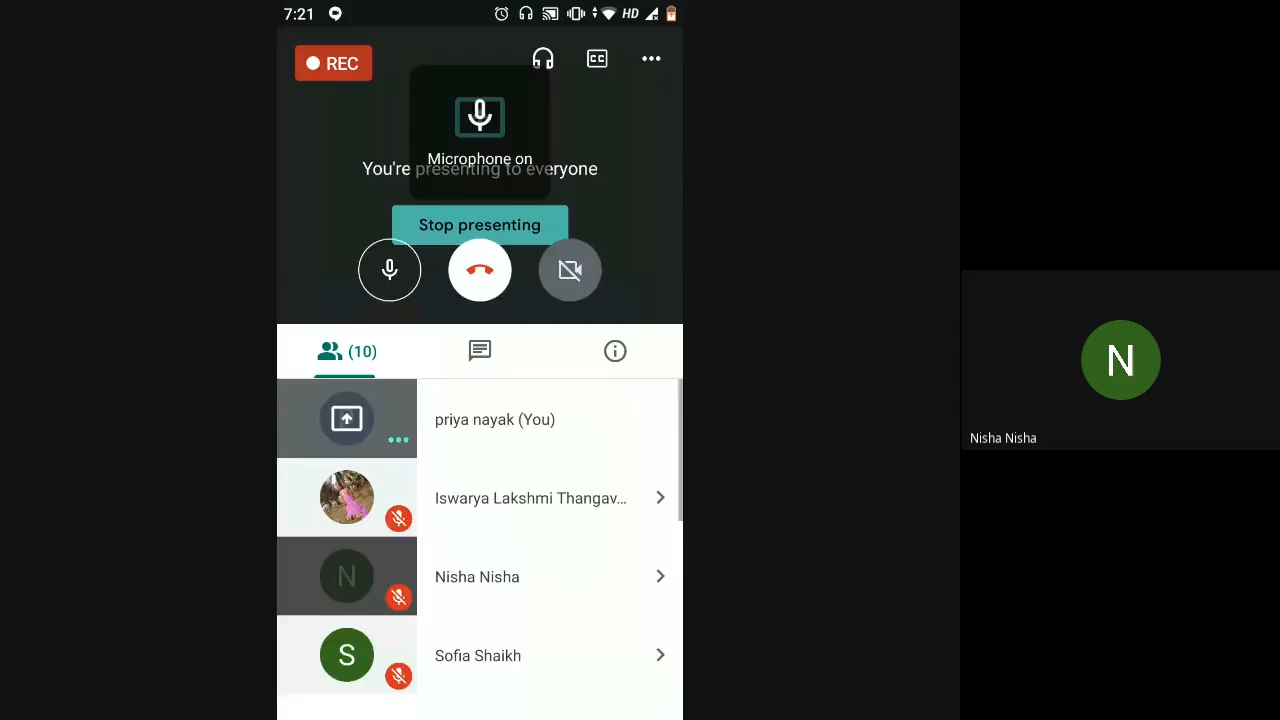 7:21
HD
REC
CC
Microphone on
You're presenting to everyone
Stop presenting
(10)
priya nayak (You)
Iswarya Lakshmi Thangav...
N
Nisha Nisha
S
Sofia Shaikh
N
Nisha Nisha